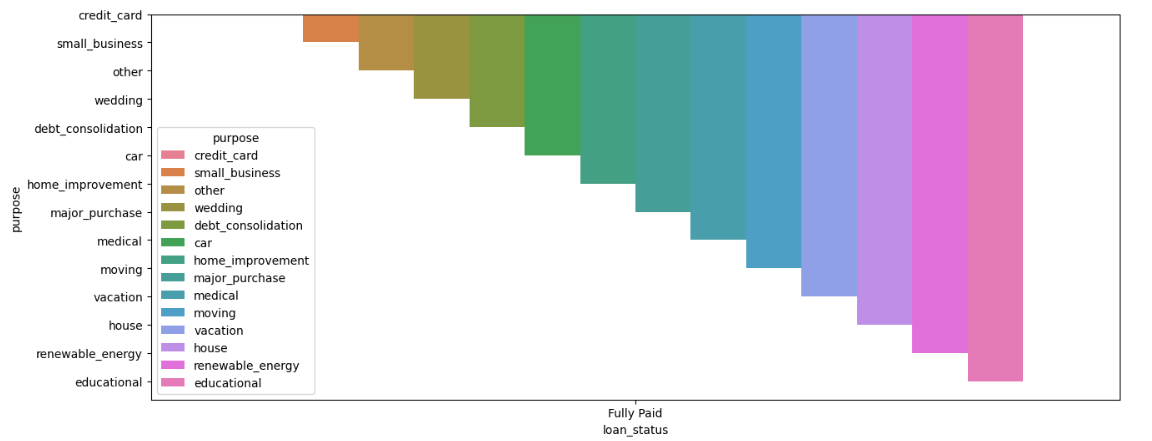 credit_card
small_business
other
wedding
debt_consolidation
car
home_improvement
major_purchase
medical
moving
vacation
house
renewable_energy
educational
purpose
purpose
credit_card
small_business
other
wedding
debt_consolidation
car
home_improvement
major_purchase
medical
moving
vacation
house
renewable_energy
educational
Fully Paid
loan_status